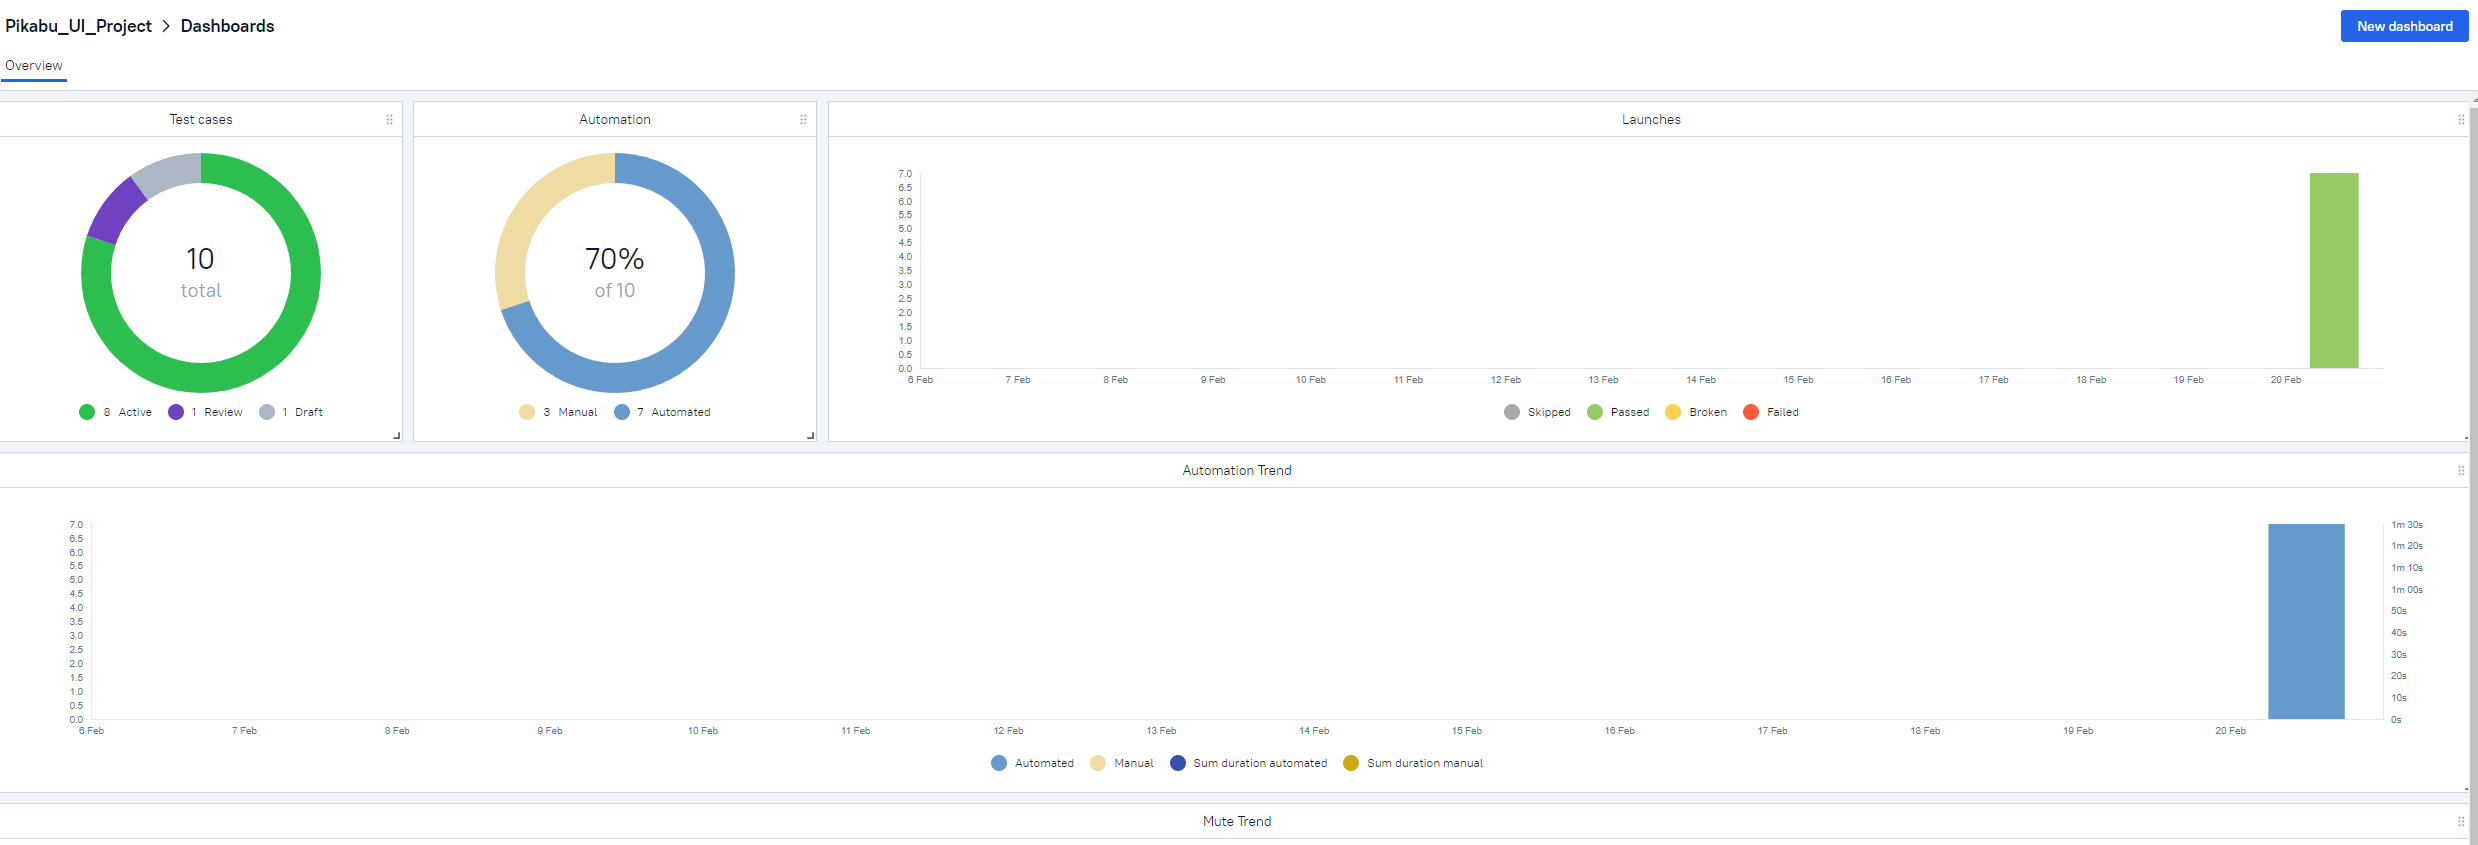 Pikabu_UI_Project > Dashboards
New dashboard
Overview
Test cases
10
total
8 Active 1 Review 1 Draft
Automation
70%
of 10
3 Manual 7 Automated
Launches
7.0
6.5
6.0
5.5
5.0
4.5
4.0
3.5
3.0
2.5
2.0
1.5
1.0
0.5
0.0
6 Feb 7 Feb 8 Feb 9 Feb 10 Feb 11 Feb 12 Feb 13 Feb 14 Feb 15 Feb 16 Feb 17 Feb 18 Feb 19 Feb 20 Feb
Skipped Passed Broken Failed
Automation Trend
7.0
6.5
6.0
5.5
5.0
4.5
4.0
3.5
3.0
2.5
2.0
1.5
1.0
0.5
0.0
1m 30s
1m 20s
1m 10s
1m 00s
50s
40s
30s
20s
10s
0s
6 Feb 7 Feb 8 Feb 9 Feb 10 Feb 11 Feb 12 Feb 13 Feb 14 Feb 15 Feb 16 Feb 17 Feb 18 Feb 19 Feb 20 Feb
Automated Manual Sum duration automated Sum duration manual
Mute Trend